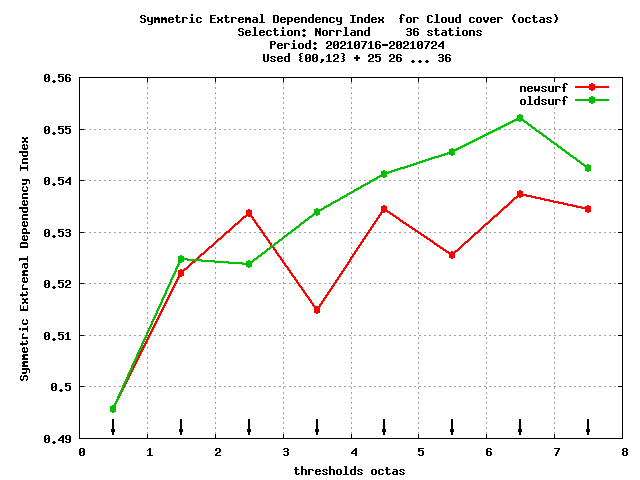 Symmetric Extremal Dependency Index  for Cloud cover (octas)
Selection: Norrland     36 stations
Period: 20210716-20210724
Used {00,12} + 25 26 ... 36
newsurf
oldsurf
Symmetric Extremal Dependency Index
0.56
0.55
0.54
0.53
0.52
0.51
0.5
0.49
0 1 2 3 4 5 6 7 8
thresholds octas